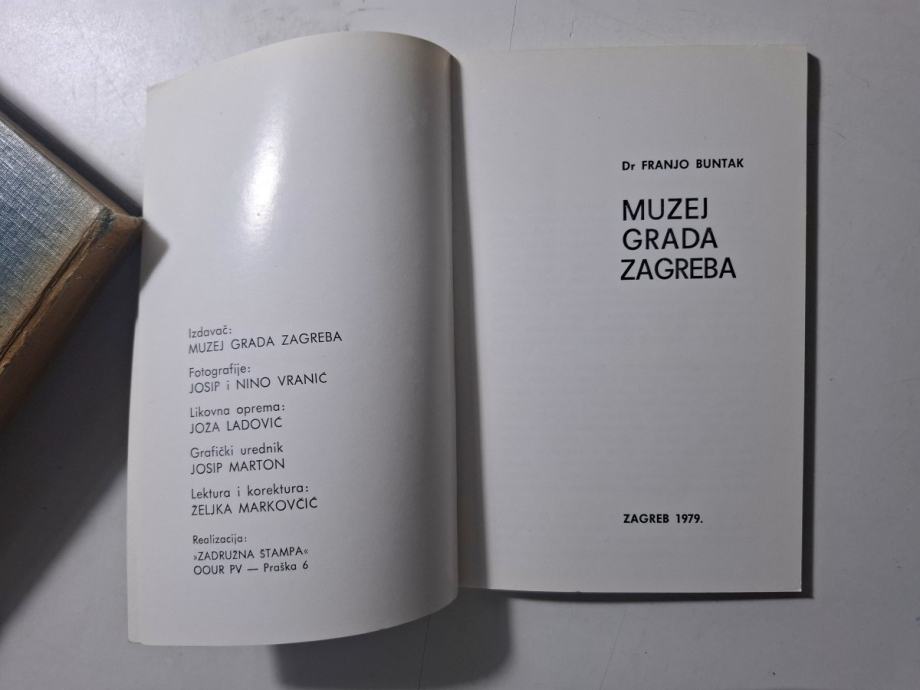 Izdavač:
MUZEJ GRADA ZAGREBA
Fotografije:
JOSIP i NINO VRANIĆ
Likovna oprema:
JOZA LADOVIĆ
Grafički urednik
JOSIP MARTON
Lektura i korektura:
ŽELJKA MARKOVČIĆ
Realizacija:
»ZADRUŽNA ŠTAMPA«
OOUR PV — Praška 6
Dr FRANJO BUNTAK
MUZEJ
GRADA
ZAGREBA
ZAGREB 1979.